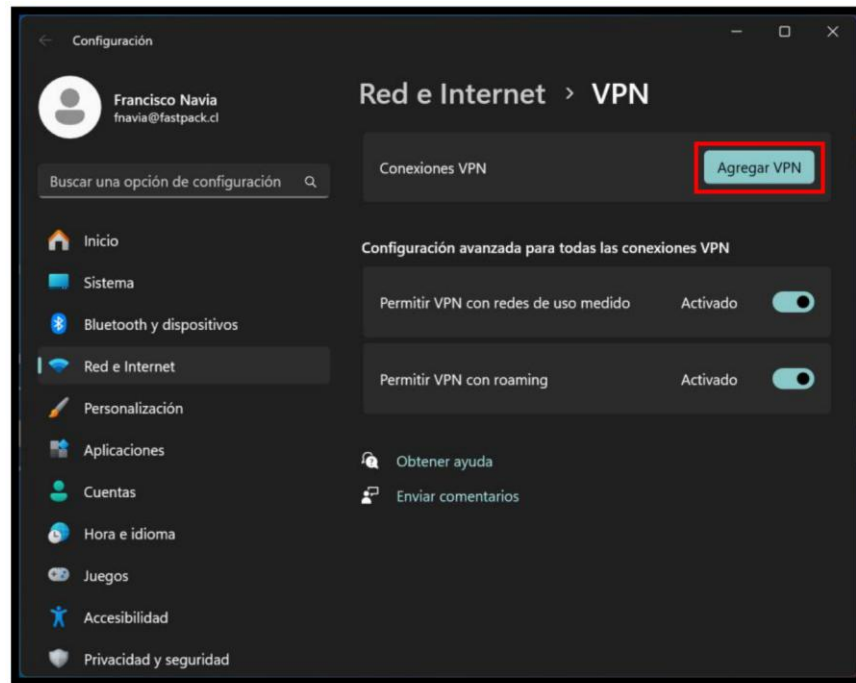 Configuración
Francisco Navia
fnavia@fastpack.cl
Buscar una opción de configuración
Inicio
Sistema
Bluetooth y dispositivos
Red e Internet
Personalización
Aplicaciones
Cuentas
Hora e idioma
Juegos
Accesibilidad
Privacidad y seguridad
Red e Internet > VPN
Conexiones VPN
Agregar VPN
Configuración avanzada para todas las conexiones VPN
Permitir VPN con redes de uso medido Activado
Permitir VPN con roaming Activado
Obtener ayuda
Enviar comentarios